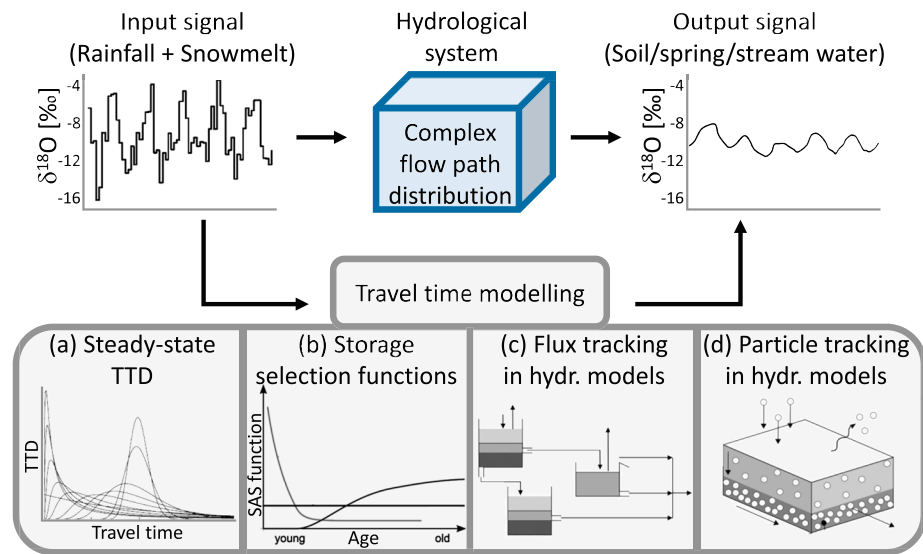 Input signal
(Rainfall + Snowmelt)
Hydrological
system
Output signal
(Soil/spring/stream water)
δ¹⁸O [‰]
-4
-8
-12
-16
Complex
flow path
distribution
δ¹⁸O [‰]
-4
-8
-12
-16
Travel time modelling
(a) Steady-state
TTD
TTD
Travel time
(b) Storage
selection functions
SAS function
young
Age
old
(c) Flux tracking
in hydr. models
(d) Particle tracking
in hydr. models